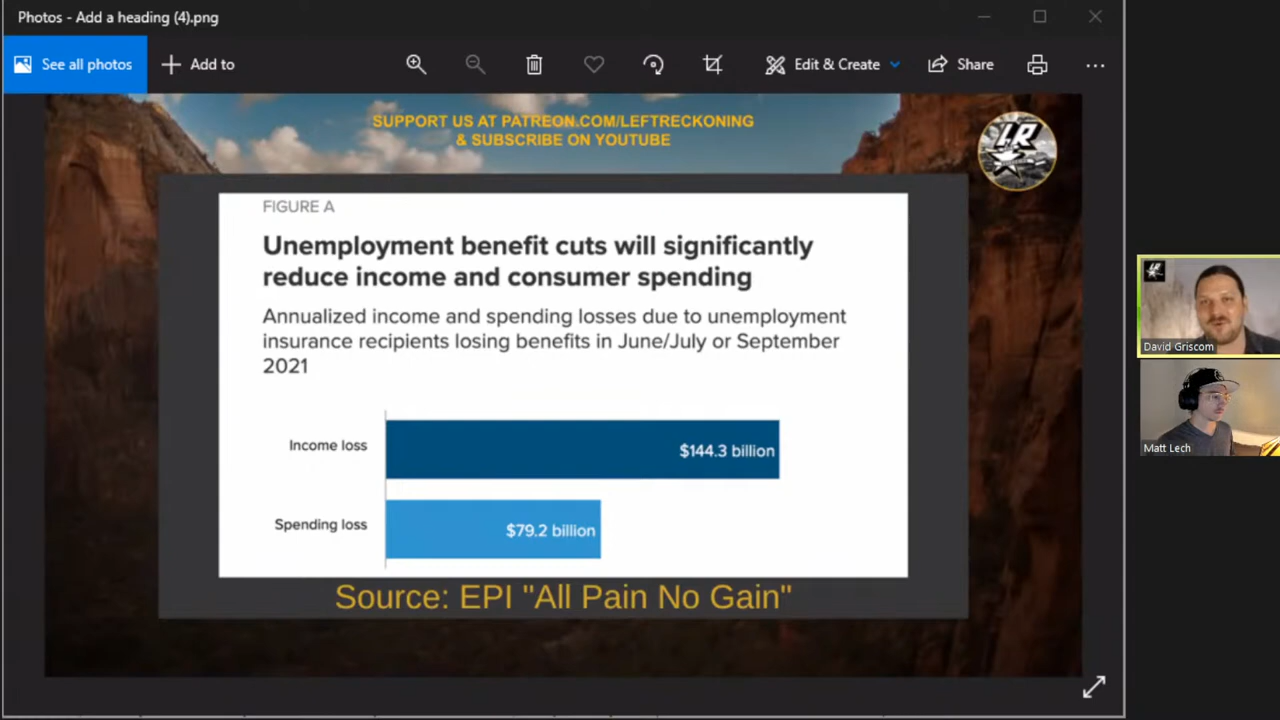 Photos - Add a heading (4).png
See all photos
Add to
Edit & Create
Share
SUPPORT US AT PATREON.COM/LEFTRECKONING
& SUBSCRIBE ON YOUTUBE
LR
FIGURE A
Unemployment benefit cuts will significantly
reduce income and consumer spending
Annualized income and spending losses due to unemployment
insurance recipients losing benefits in June/July or September
2021
Income loss
$144.3 billion
Spending loss
$79.2 billion
Source: EPI "All Pain No Gain"
David Griscom
Matt Lech